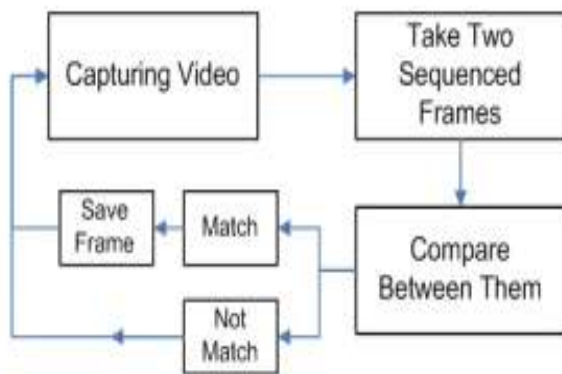 Capturing Video
Take Two
Sequenced
Frames
Compare
Between Them
Match
Save
Frame
Not
Match